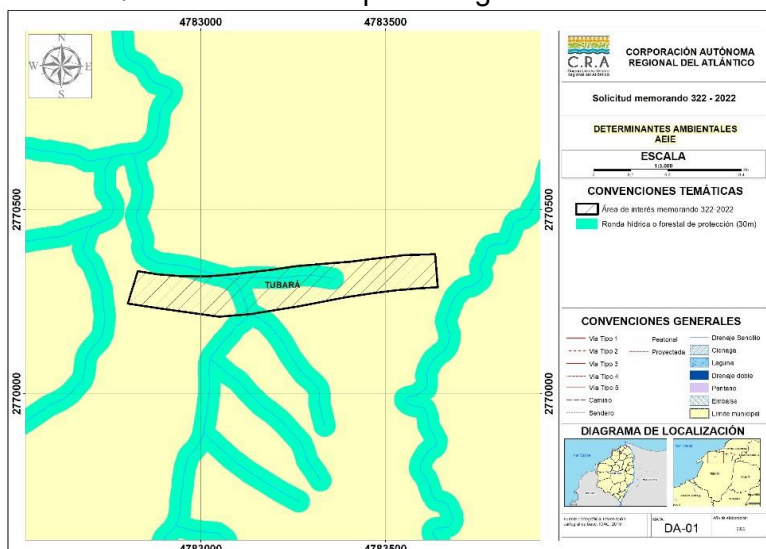 4783000 4783500
N
W E
S
2770500
2770000
2770500
2770000
TUBARÁ
4783000 4783500
C.R.A
CORPORACIÓN AUTÓNOMA
REGIONAL DEL ATLÁNTICO
Solicitud memorando 322 - 2022
DETERMINANTES AMBIENTALES
AEIE
ESCALA
CONVENCIONES TEMÁTICAS
Área de interés memorando 322-2022
Ronda hídrica o forestal de protección (30m)
CONVENCIONES GENERALES
Vía Tipo 1
Vía Tipo 2
Vía Tipo 3
Vía Tipo 4
Vía Tipo 5
Camino
Sendero
Peatonal
Proyectada
Drenaje Sencillo
Ciénaga
Laguna
Drenaje doble
Pantano
Embalse
Límite municipal
DIAGRAMA DE LOCALIZACIÓN
DA-01